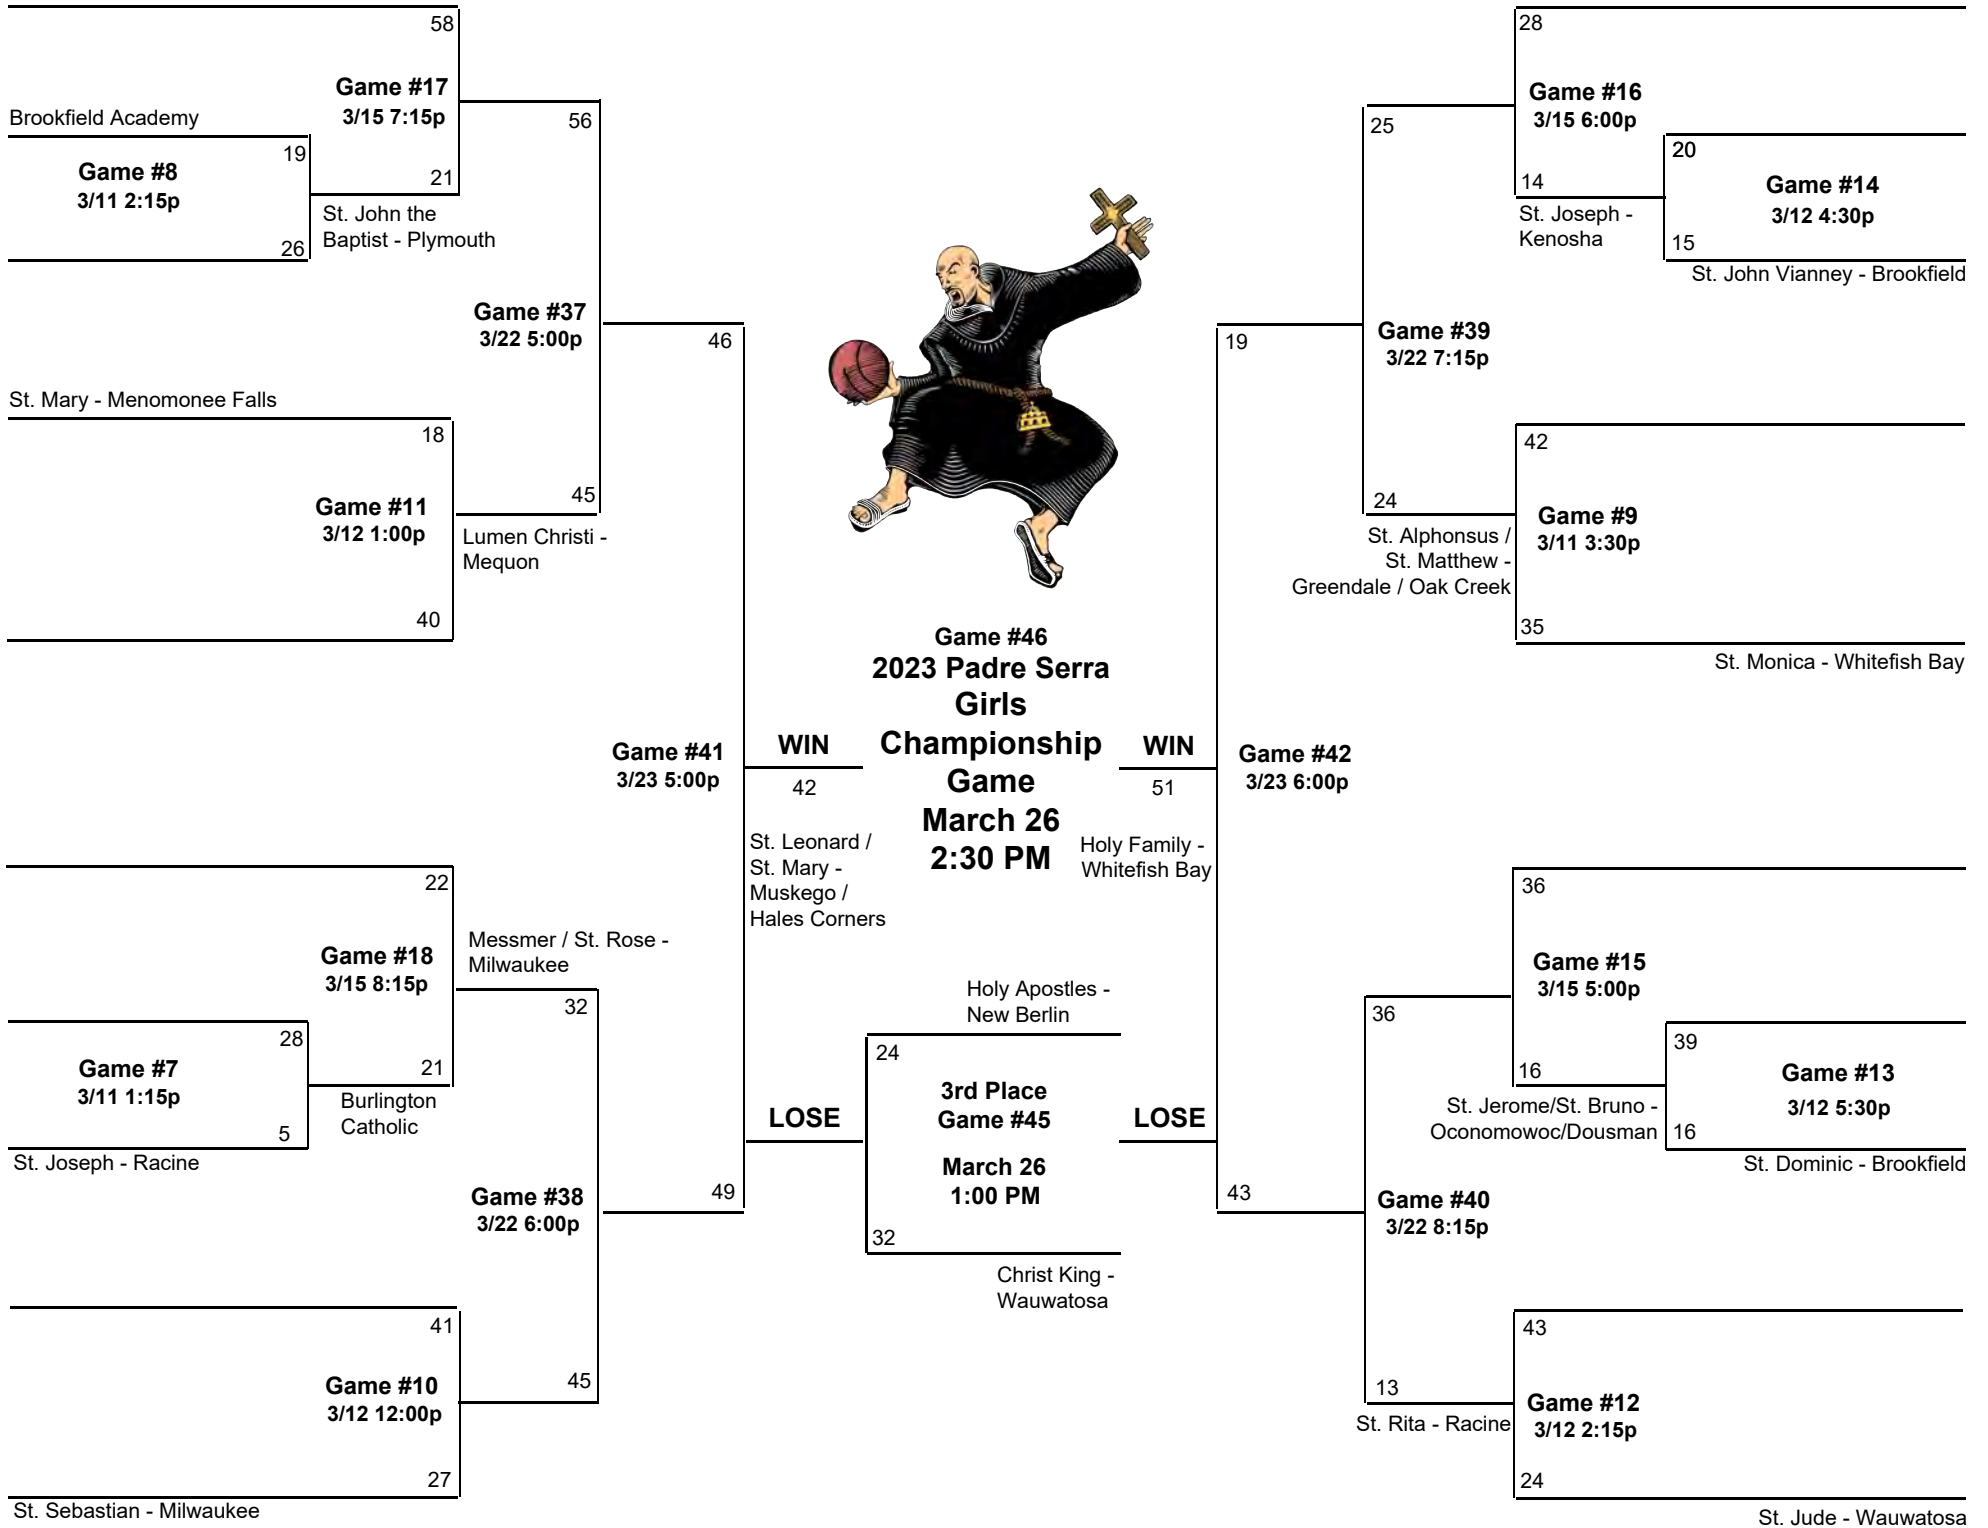 58
Game #17
3/15 7:15p
Brookfield Academy
19
Game #8
3/11 2:15p
21
26
St. John the
Baptist - Plymouth
56
Game #37
3/22 5:00p
46
St. Mary - Menomonee Falls
18
Game #11
3/12 1:00p
45
Lumen Christi -
Mequon
40
Game #41
3/23 5:00p
22
Game #18
3/15 8:15p
Messmer / St. Rose -
Milwaukee
32
28
Game #7
3/11 1:15p
21
5
Burlington
Catholic
St. Joseph - Racine
Game #38
3/22 6:00p
49
41
Game #10
3/12 12:00p
45
27
St. Sebastian - Milwaukee
Game #46
2023 Padre Serra
Girls
Championship
Game
March 26
2:30 PM
WIN
42
St. Leonard /
St. Mary -
Muskego /
Hales Corners
WIN
51
Holy Family -
Whitefish Bay
Holy Apostles -
New Berlin
24
3rd Place
Game #45
March 26
1:00 PM
LOSE
LOSE
32
Christ King -
Wauwatosa
28
Game #16
3/15 6:00p
25
20
Game #14
3/12 4:30p
14
St. Joseph -
Kenosha
15
St. John Vianney - Brookfield
19
Game #39
3/22 7:15p
42
Game #9
3/11 3:30p
24
St. Alphonsus /
St. Matthew -
Greendale / Oak Creek
35
St. Monica - Whitefish Bay
Game #42
3/23 6:00p
36
Game #15
3/15 5:00p
36
39
Game #13
3/12 5:30p
16
St. Jerome/St. Bruno -
Oconomowoc/Dousman
16
St. Dominic - Brookfield
43
Game #40
3/22 8:15p
43
Game #12
3/12 2:15p
13
St. Rita - Racine
24
St. Jude - Wauwatosa